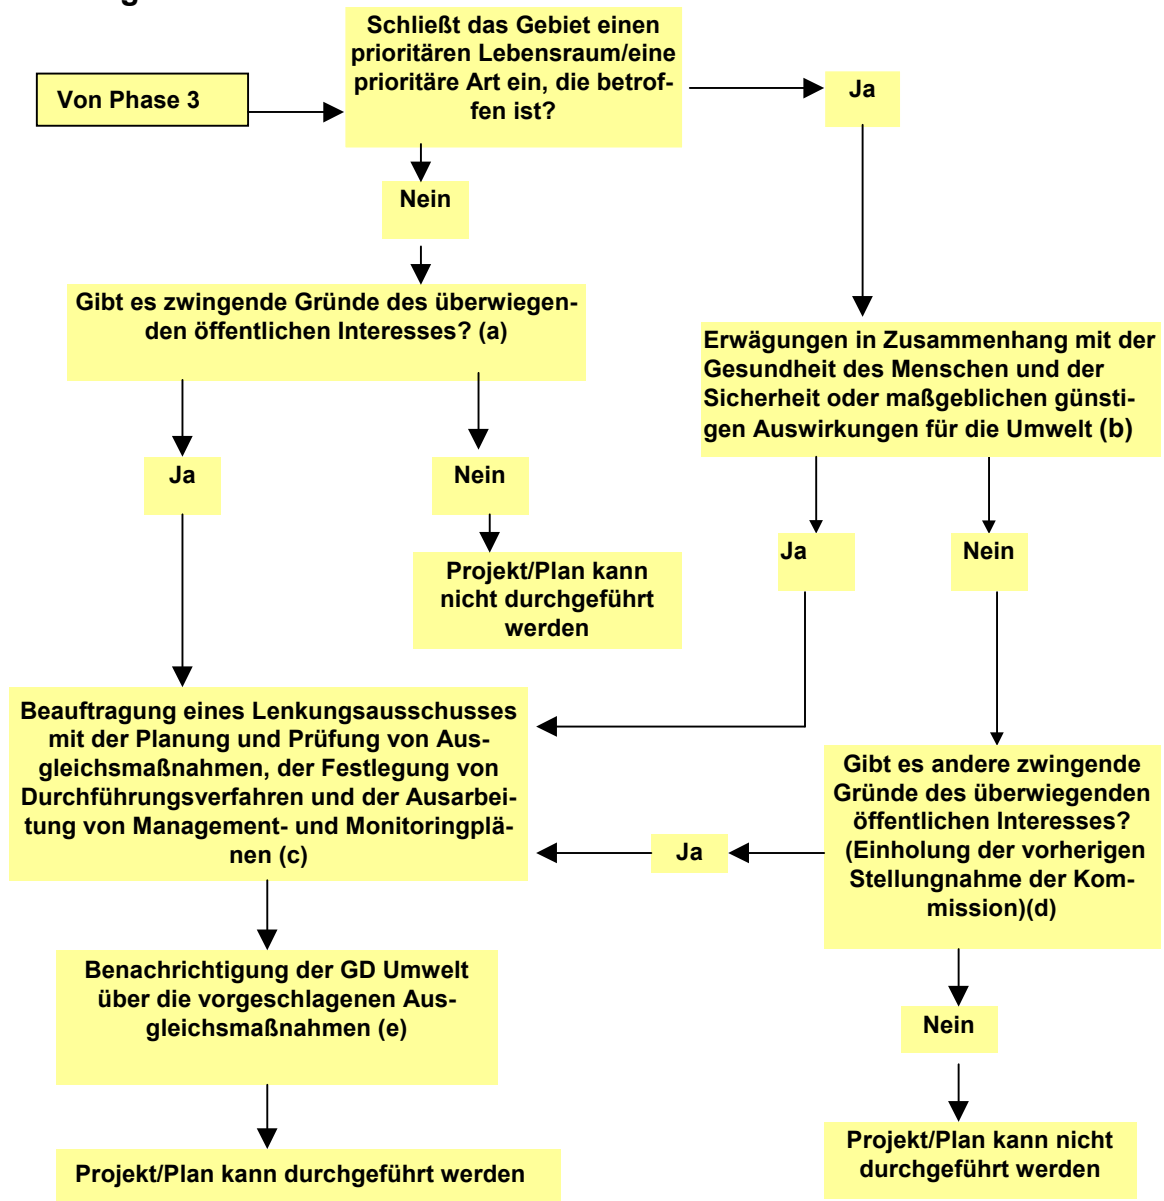 Schließt das Gebiet einen
prioritären Lebensraum/eine
prioritäre Art ein, die betrof-
fen ist?
Von Phase 3
Ja
Nein
Gibt es zwingende Gründe des überwiegen-
den öffentlichen Interesses? (a)
Erwägungen in Zusammenhang mit der
Gesundheit des Menschen und der
Sicherheit oder maßgeblichen günsti-
gen Auswirkungen für die Umwelt (b)
Ja
Nein
Ja
Nein
Projekt/Plan kann
nicht durchgeführt
werden
Beauftragung eines Lenkungsausschusses
mit der Planung und Prüfung von Aus-
gleichsmaßnahmen, der Festlegung von
Durchführungsverfahren und der Ausarbei-
tung von Management- und Monitoringplä-
nen (c)
Ja
Gibt es andere zwingende
Gründe des überwiegenden
öffentlichen Interesses?
(Einholung der vorherigen
Stellungnahme der Kom-
mission)(d)
Benachrichtigung der GD Umwelt
über die vorgeschlagenen Aus-
gleichsmaßnahmen (e)
Nein
Projekt/Plan kann durchgeführt werden
Projekt/Plan kann nicht
durchgeführt werden